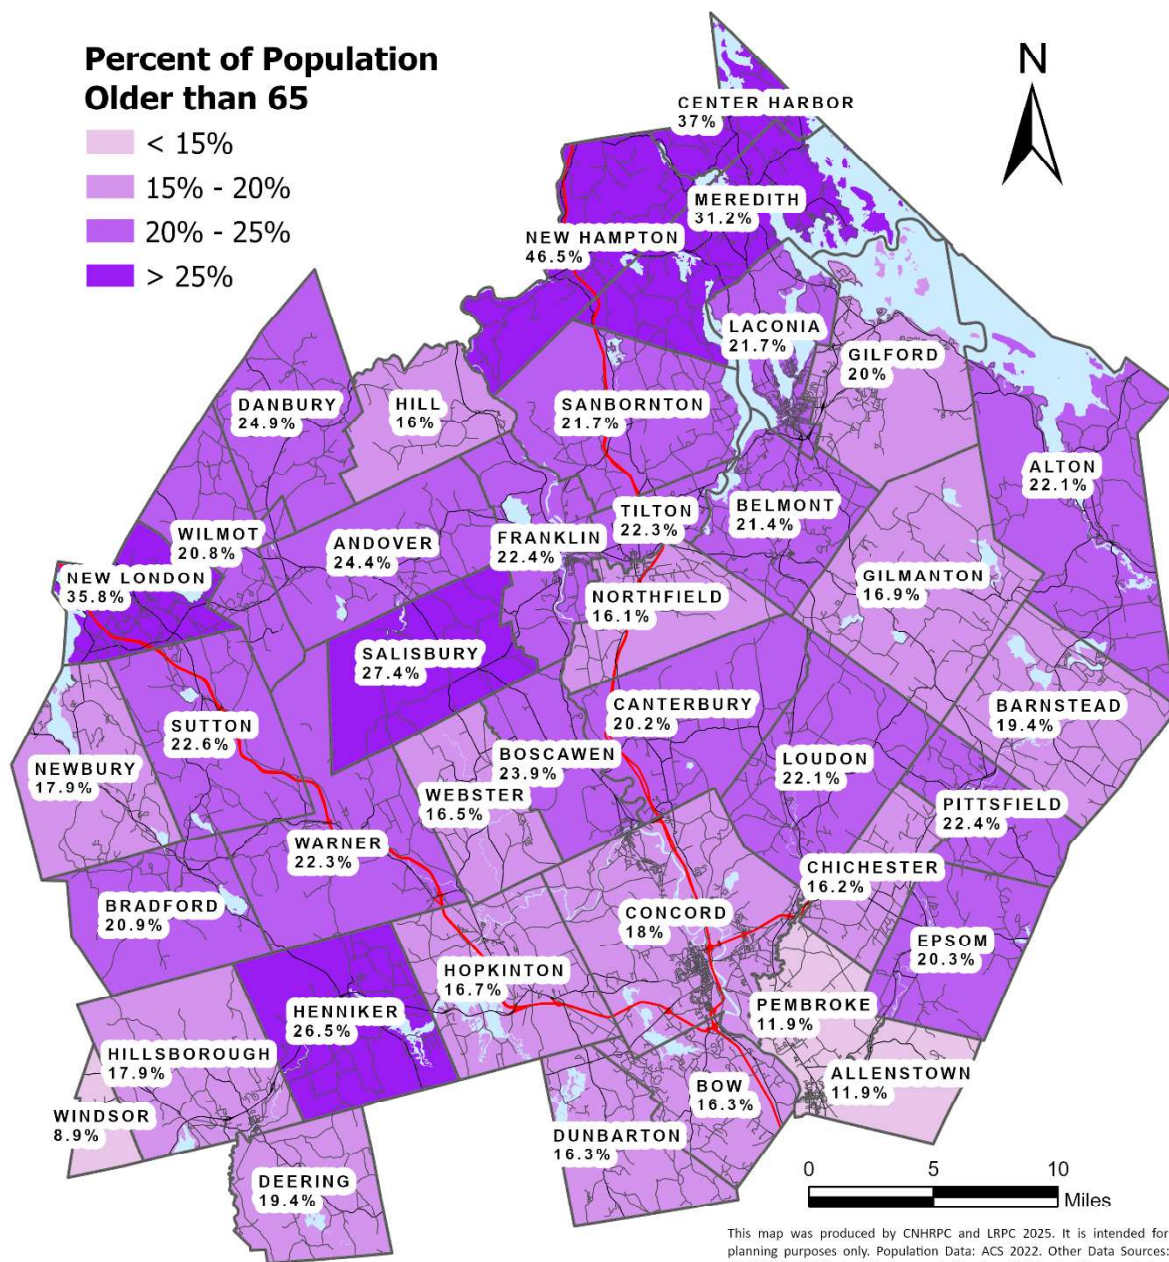 Percent of Population
Older than 65
< 15%
15% - 20%
20% - 25%
> 25%
N
CENTER HARBOR
37%
MEREDITH
31.2%
NEW HAMPTON
46.5%
LACONIA
21.7%
GILFORD
20%
DANBURY
24.9%
HILL
16%
SANBORNTON
21.7%
ALTON
22.1%
WILMOT
20.8%
ANDOVER
24.4%
FRANKLIN
22.4%
TILTON
22.3%
BELMONT
21.4%
NEW LONDON
35.8%
NORTHFIELD
16.1%
GILMANTON
16.9%
SALISBURY
27.4%
SUTTON
22.6%
CANTERBURY
20.2%
BARNSTEAD
19.4%
NEWBURY
17.9%
BOSCAWEN
23.9%
LOUDON
22.1%
WEBSTER
16.5%
PITTSFIELD
22.4%
WARNER
22.3%
CHICHESTER
16.2%
BRADFORD
20.9%
CONCORD
18%
EPSOM
20.3%
HOPKINTON
16.7%
HENNIKER
26.5%
PEMBROKE
11.9%
HILLSBOROUGH
17.9%
ALLENSTOWN
11.9%
WINDSOR
8.9%
BOW
16.3%
DUNBARTON
16.3%
DEERING
19.4%
0 5 10
Miles
This map was produced by CNHRPC and LRPC 2025. It is intended for
planning purposes only. Population Data: ACS 2022. Other Data Sources: